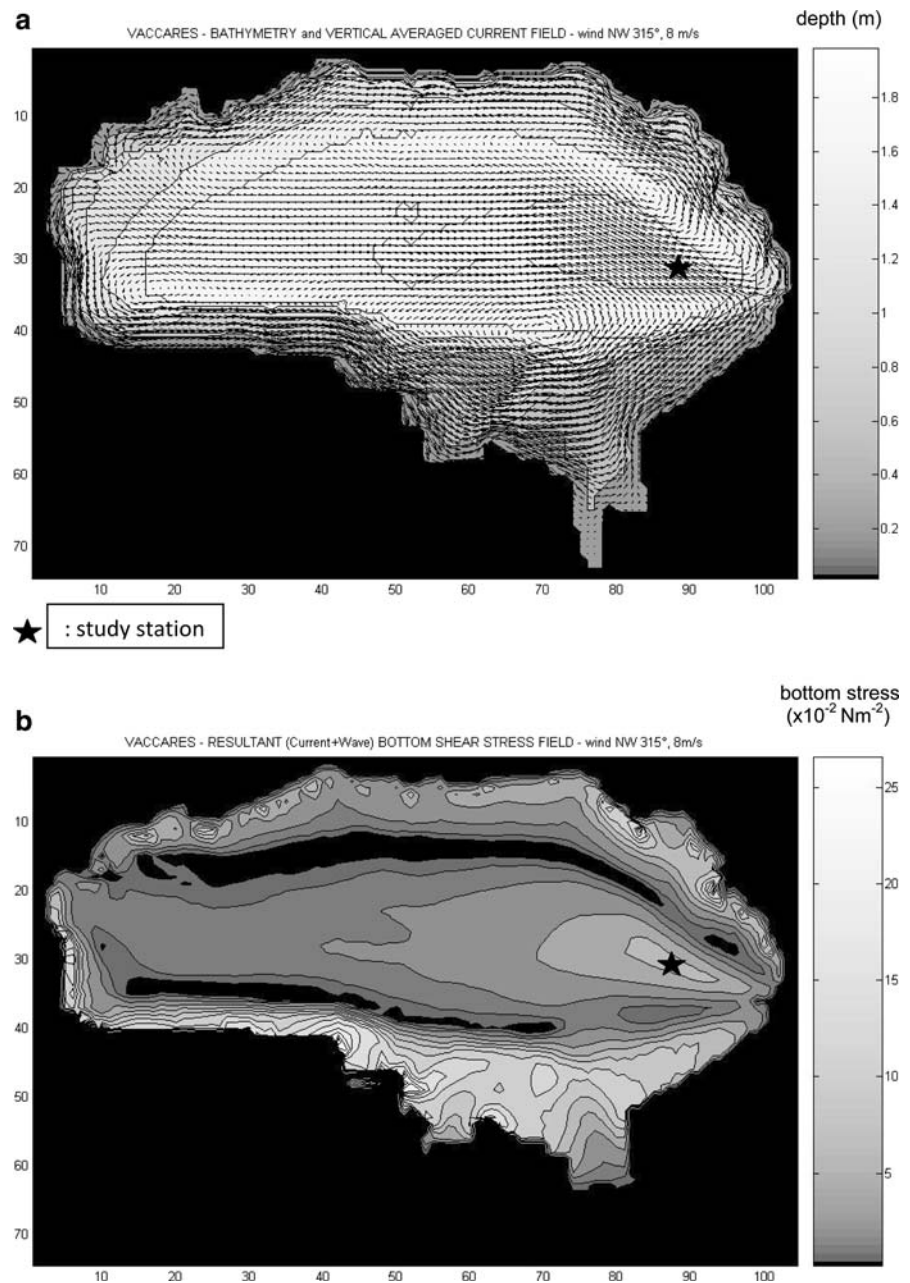 a
depth (m)
VACCARES - BATHYMETRY and VERTICAL AVERAGED CURRENT FIELD - wind NW 315°, 8 m/s
10
20
30
40
50
60
70
10 20 30 40 50 60 70 80 90 100
1.8
1.6
1.4
1.2
1
0.8
0.6
0.4
0.2
★ : study station
b
bottom stress
(x10⁻² Nm⁻²)
VACCARES - RESULTANT (Current+Wave) BOTTOM SHEAR STRESS FIELD - wind NW 315°, 8m/s
10
20
30
40
50
60
70
10 20 30 40 50 60 70 80 90 100
25
20
15
10
5